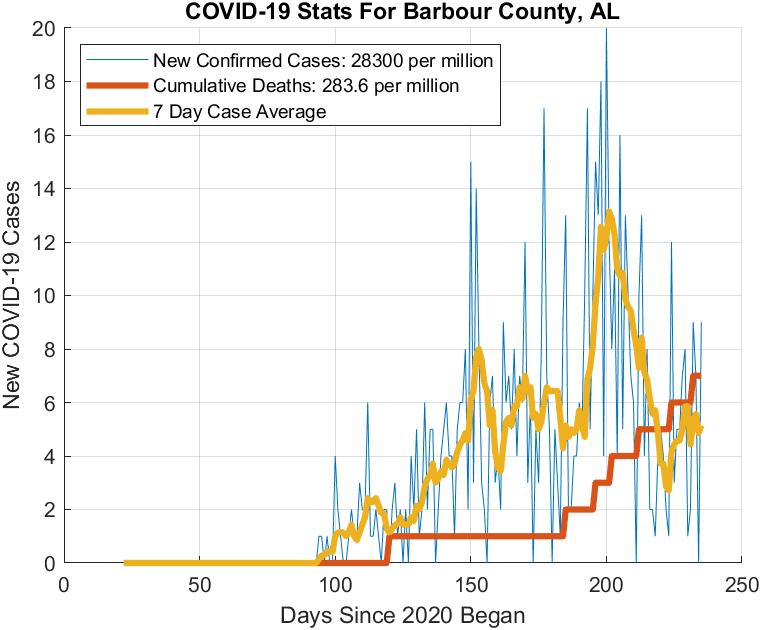 COVID-19 Stats For Barbour County, AL
New Confirmed Cases: 28300 per million
Cumulative Deaths: 283.6 per million
7 Day Case Average
New COVID-19 Cases
20
18
16
14
12
10
8
6
4
2
0
0 50 100 150 200 250
Days Since 2020 Began